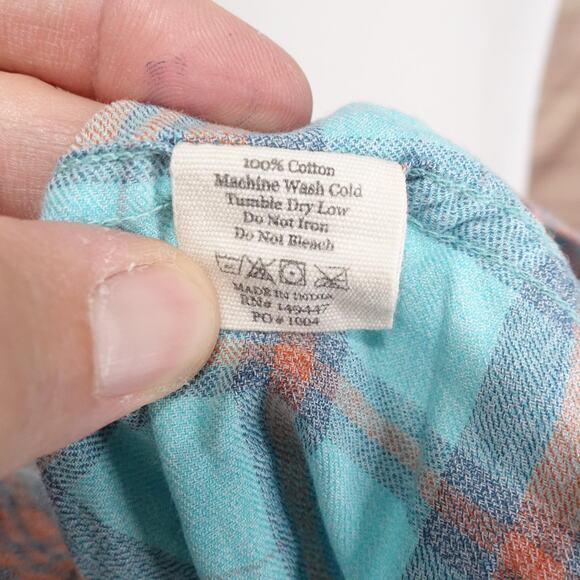 100% Cotton
Machine Wash Cold
Tumble Dry Low
Do Not Iron
Do Not Bleach
MADE IN INDIA
RN# 149447
PO # 1004